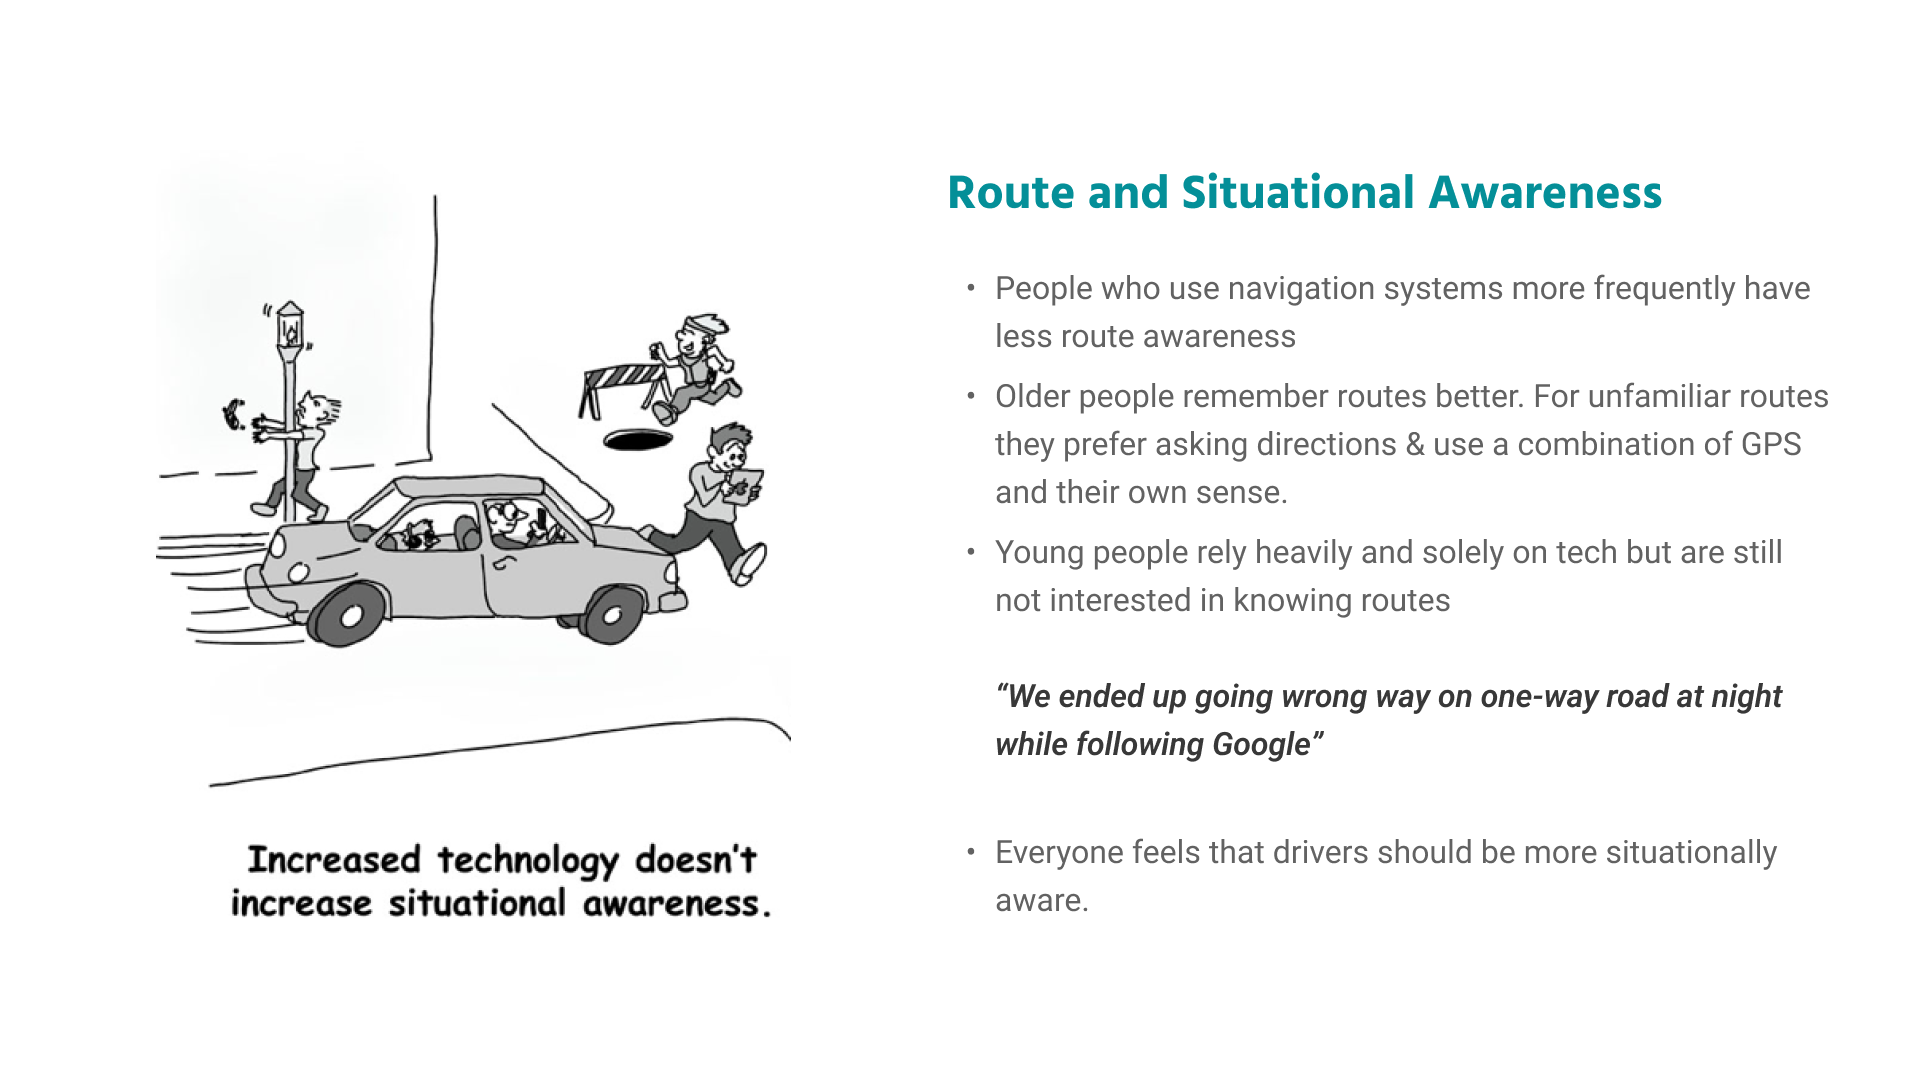 Route and Situational Awareness
• People who use navigation systems more frequently have
less route awareness
• Older people remember routes better. For unfamiliar routes
they prefer asking directions & use a combination of GPS
and their own sense.
• Young people rely heavily and solely on tech but are still
not interested in knowing routes
“We ended up going wrong way on one-way road at night
while following Google”
• Everyone feels that drivers should be more situationally
aware.
Increased technology doesn't
increase situational awareness.